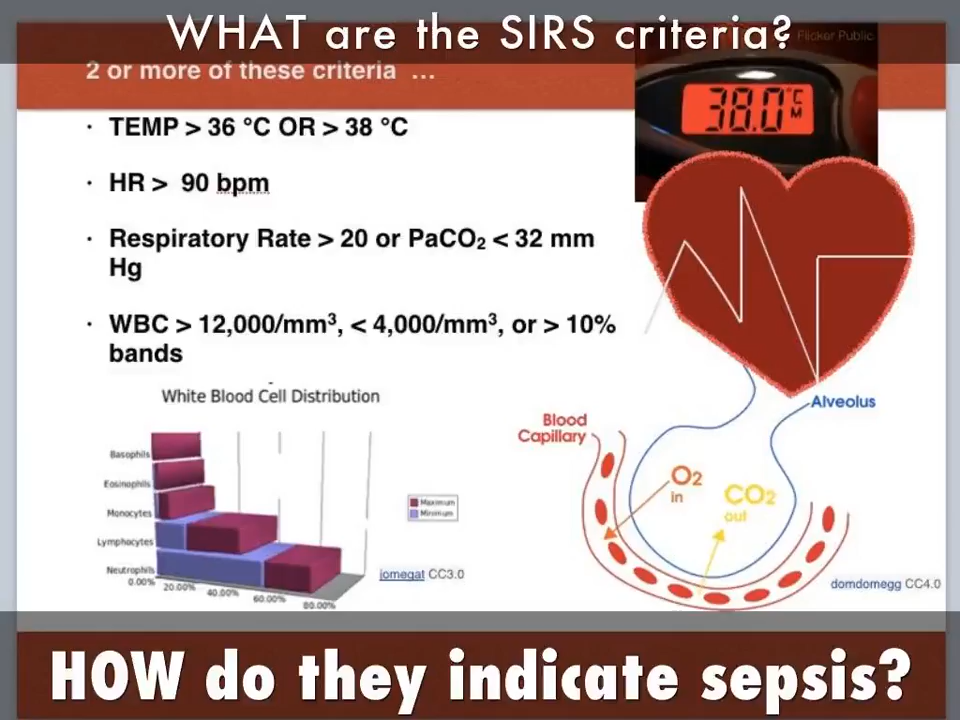 WHAT are the SIRS criteria?
Flicker Public
2 or more of these criteria ...
38.0°C
M
· TEMP > 36 °C OR > 38 °C
· HR > 90 bpm
· Respiratory Rate > 20 or PaCO₂ < 32 mm
Hg
· WBC > 12,000/mm³, < 4,000/mm³, or > 10%
bands
White Blood Cell Distribution
Basophils
Eosinophils
Monocytes
Lymphocytes
Neutrophils
0.00%
20.00%
40.00%
60.00%
80.00%
Maximum
Minimum
jomegat CC3.0
Alveolus
Blood
Capillary
O₂
in
CO₂
out
domdomegg CC4.0
HOW do they indicate sepsis?